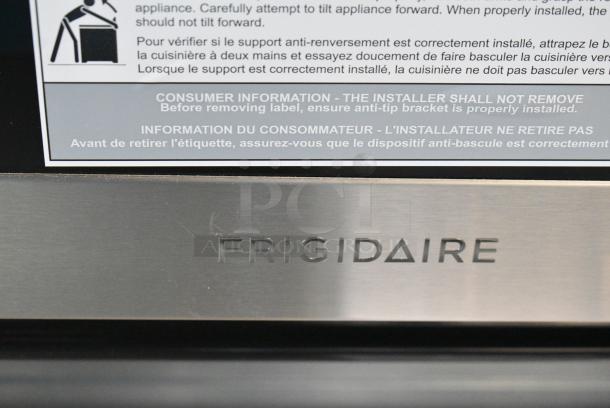 appliance. Carefully attempt to tilt appliance forward. When properly installed, the
should not tilt forward.
Pour vérifier si le support anti-renversement est correctement installé, attrapez le b
la cuisinière à deux mains et essayez doucement de faire basculer la cuisinière vers
Lorsque le support est correctement installé, la cuisinière ne doit pas basculer vers
CONSUMER INFORMATION - THE INSTALLER SHALL NOT REMOVE
Before removing label, ensure anti-tip bracket is properly installed.
INFORMATION DU CONSOMMATEUR - L'INSTALLATEUR NE RETIRE PAS
Avant de retirer l'étiquette, assurez-vous que le dispositif anti-bascule est correctement
PCI
FRIGIDAIRE